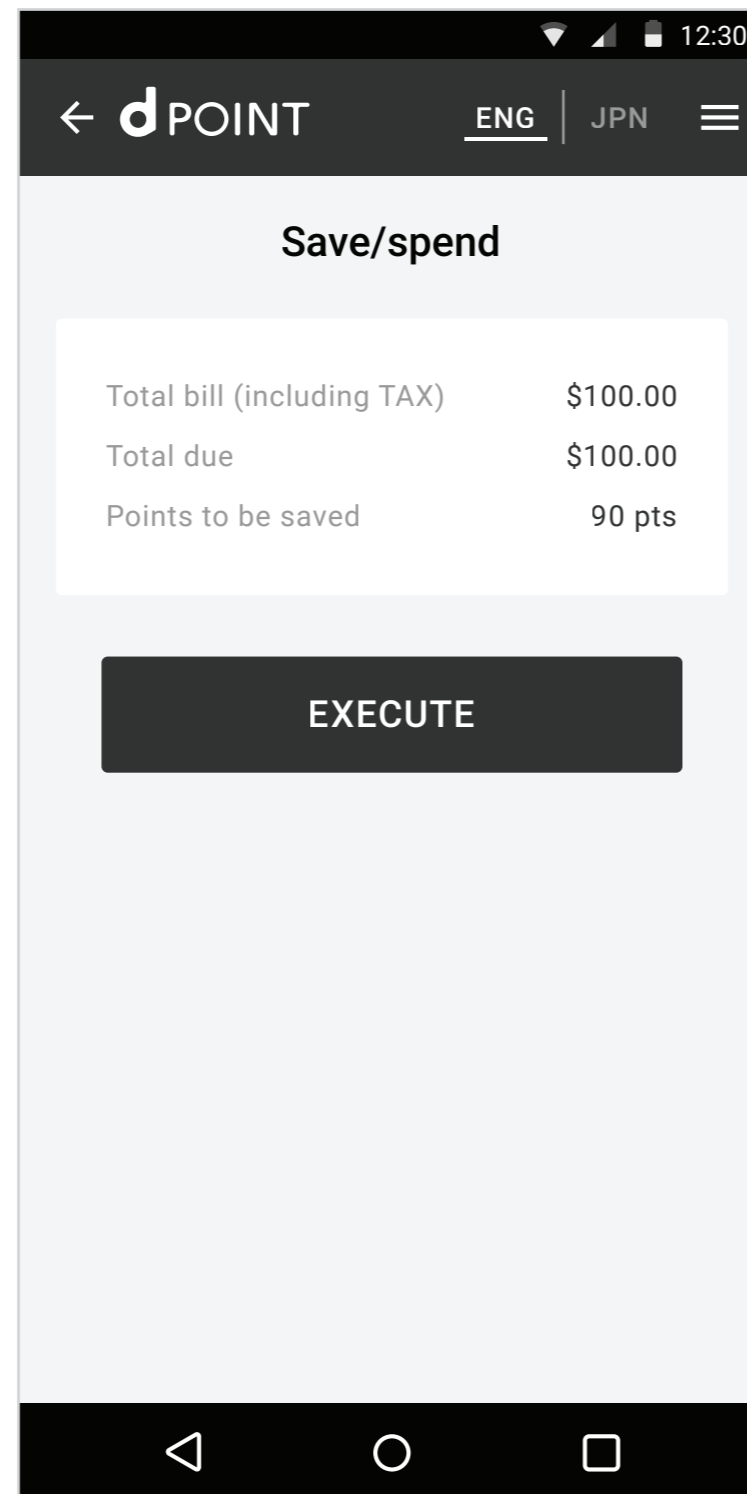 12:30
d POINT ENG JPN
Save/spend
Total bill (including TAX) $100.00
Total due $100.00
Points to be saved 90 pts
EXECUTE